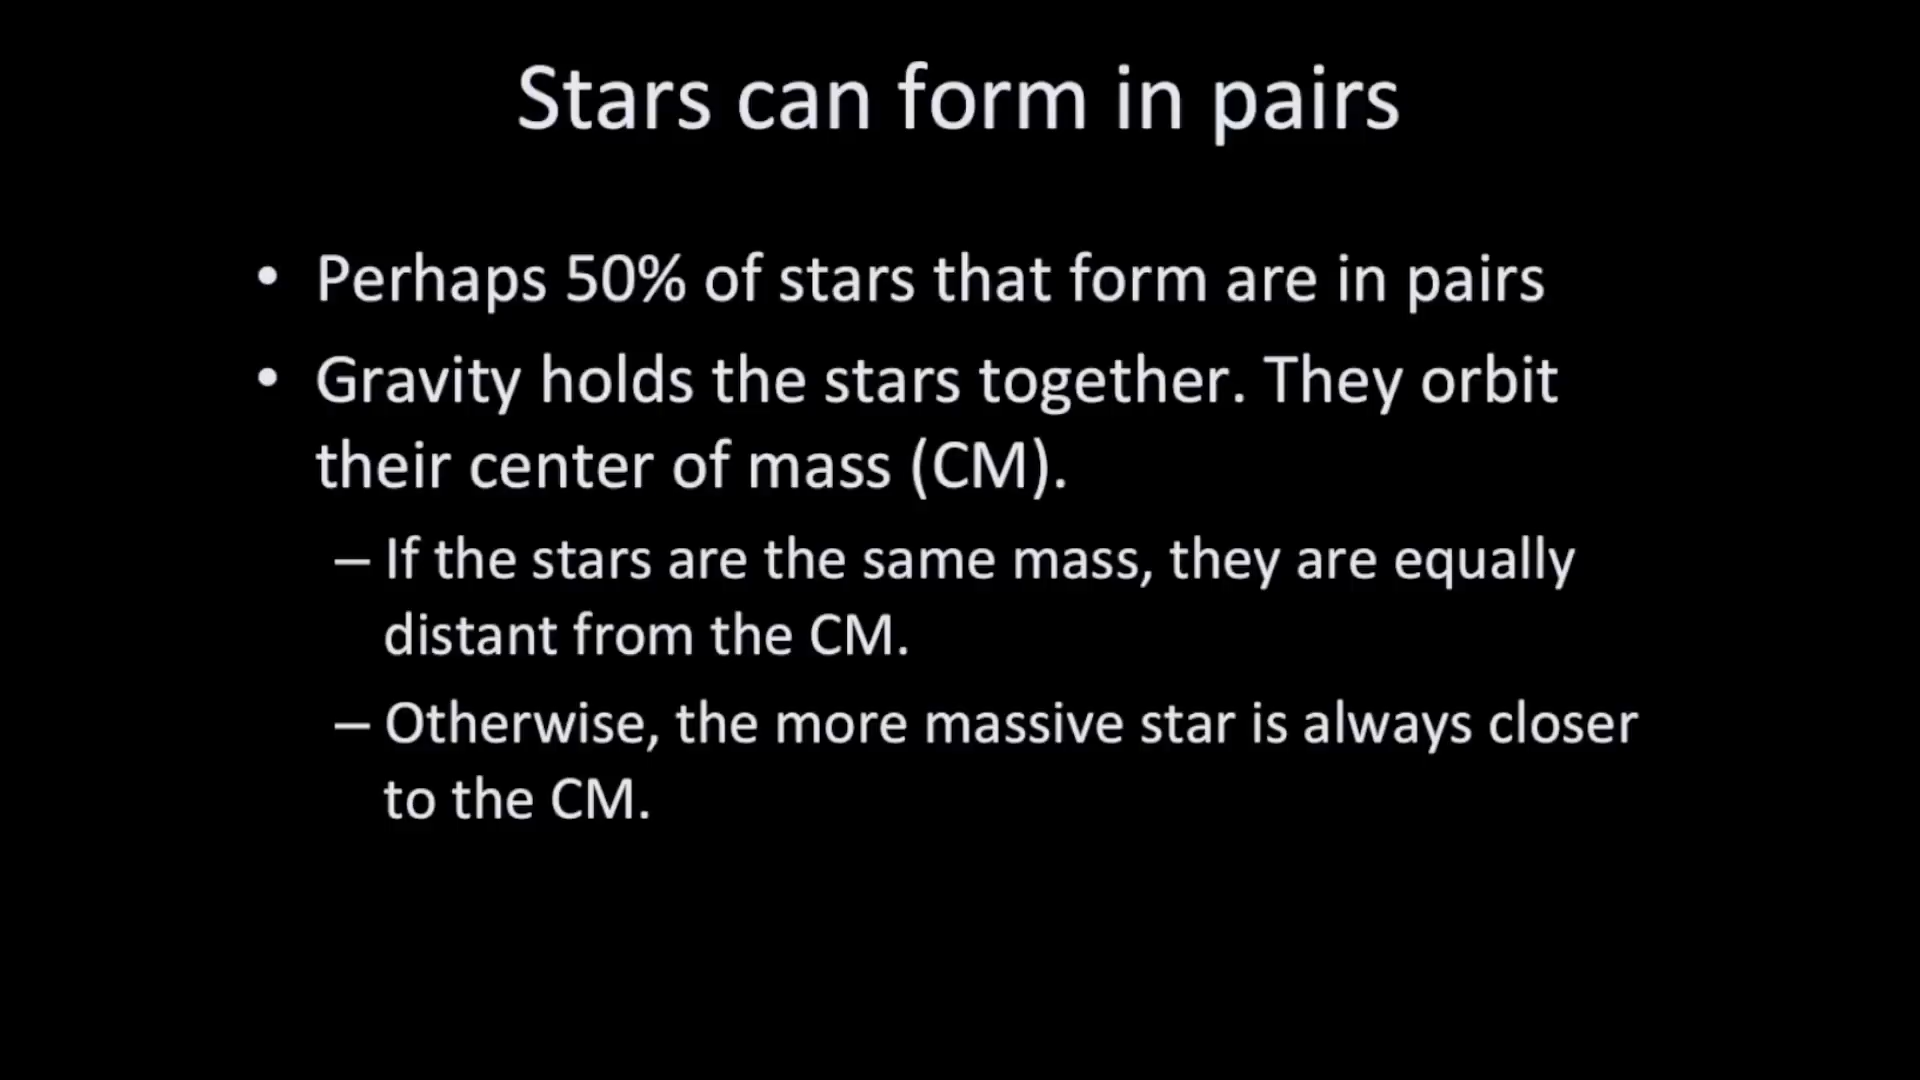 Stars can form in pairs
• Perhaps 50% of stars that form are in pairs
• Gravity holds the stars together. They orbit
their center of mass (CM).
– If the stars are the same mass, they are equally
distant from the CM.
– Otherwise, the more massive star is always closer
to the CM.